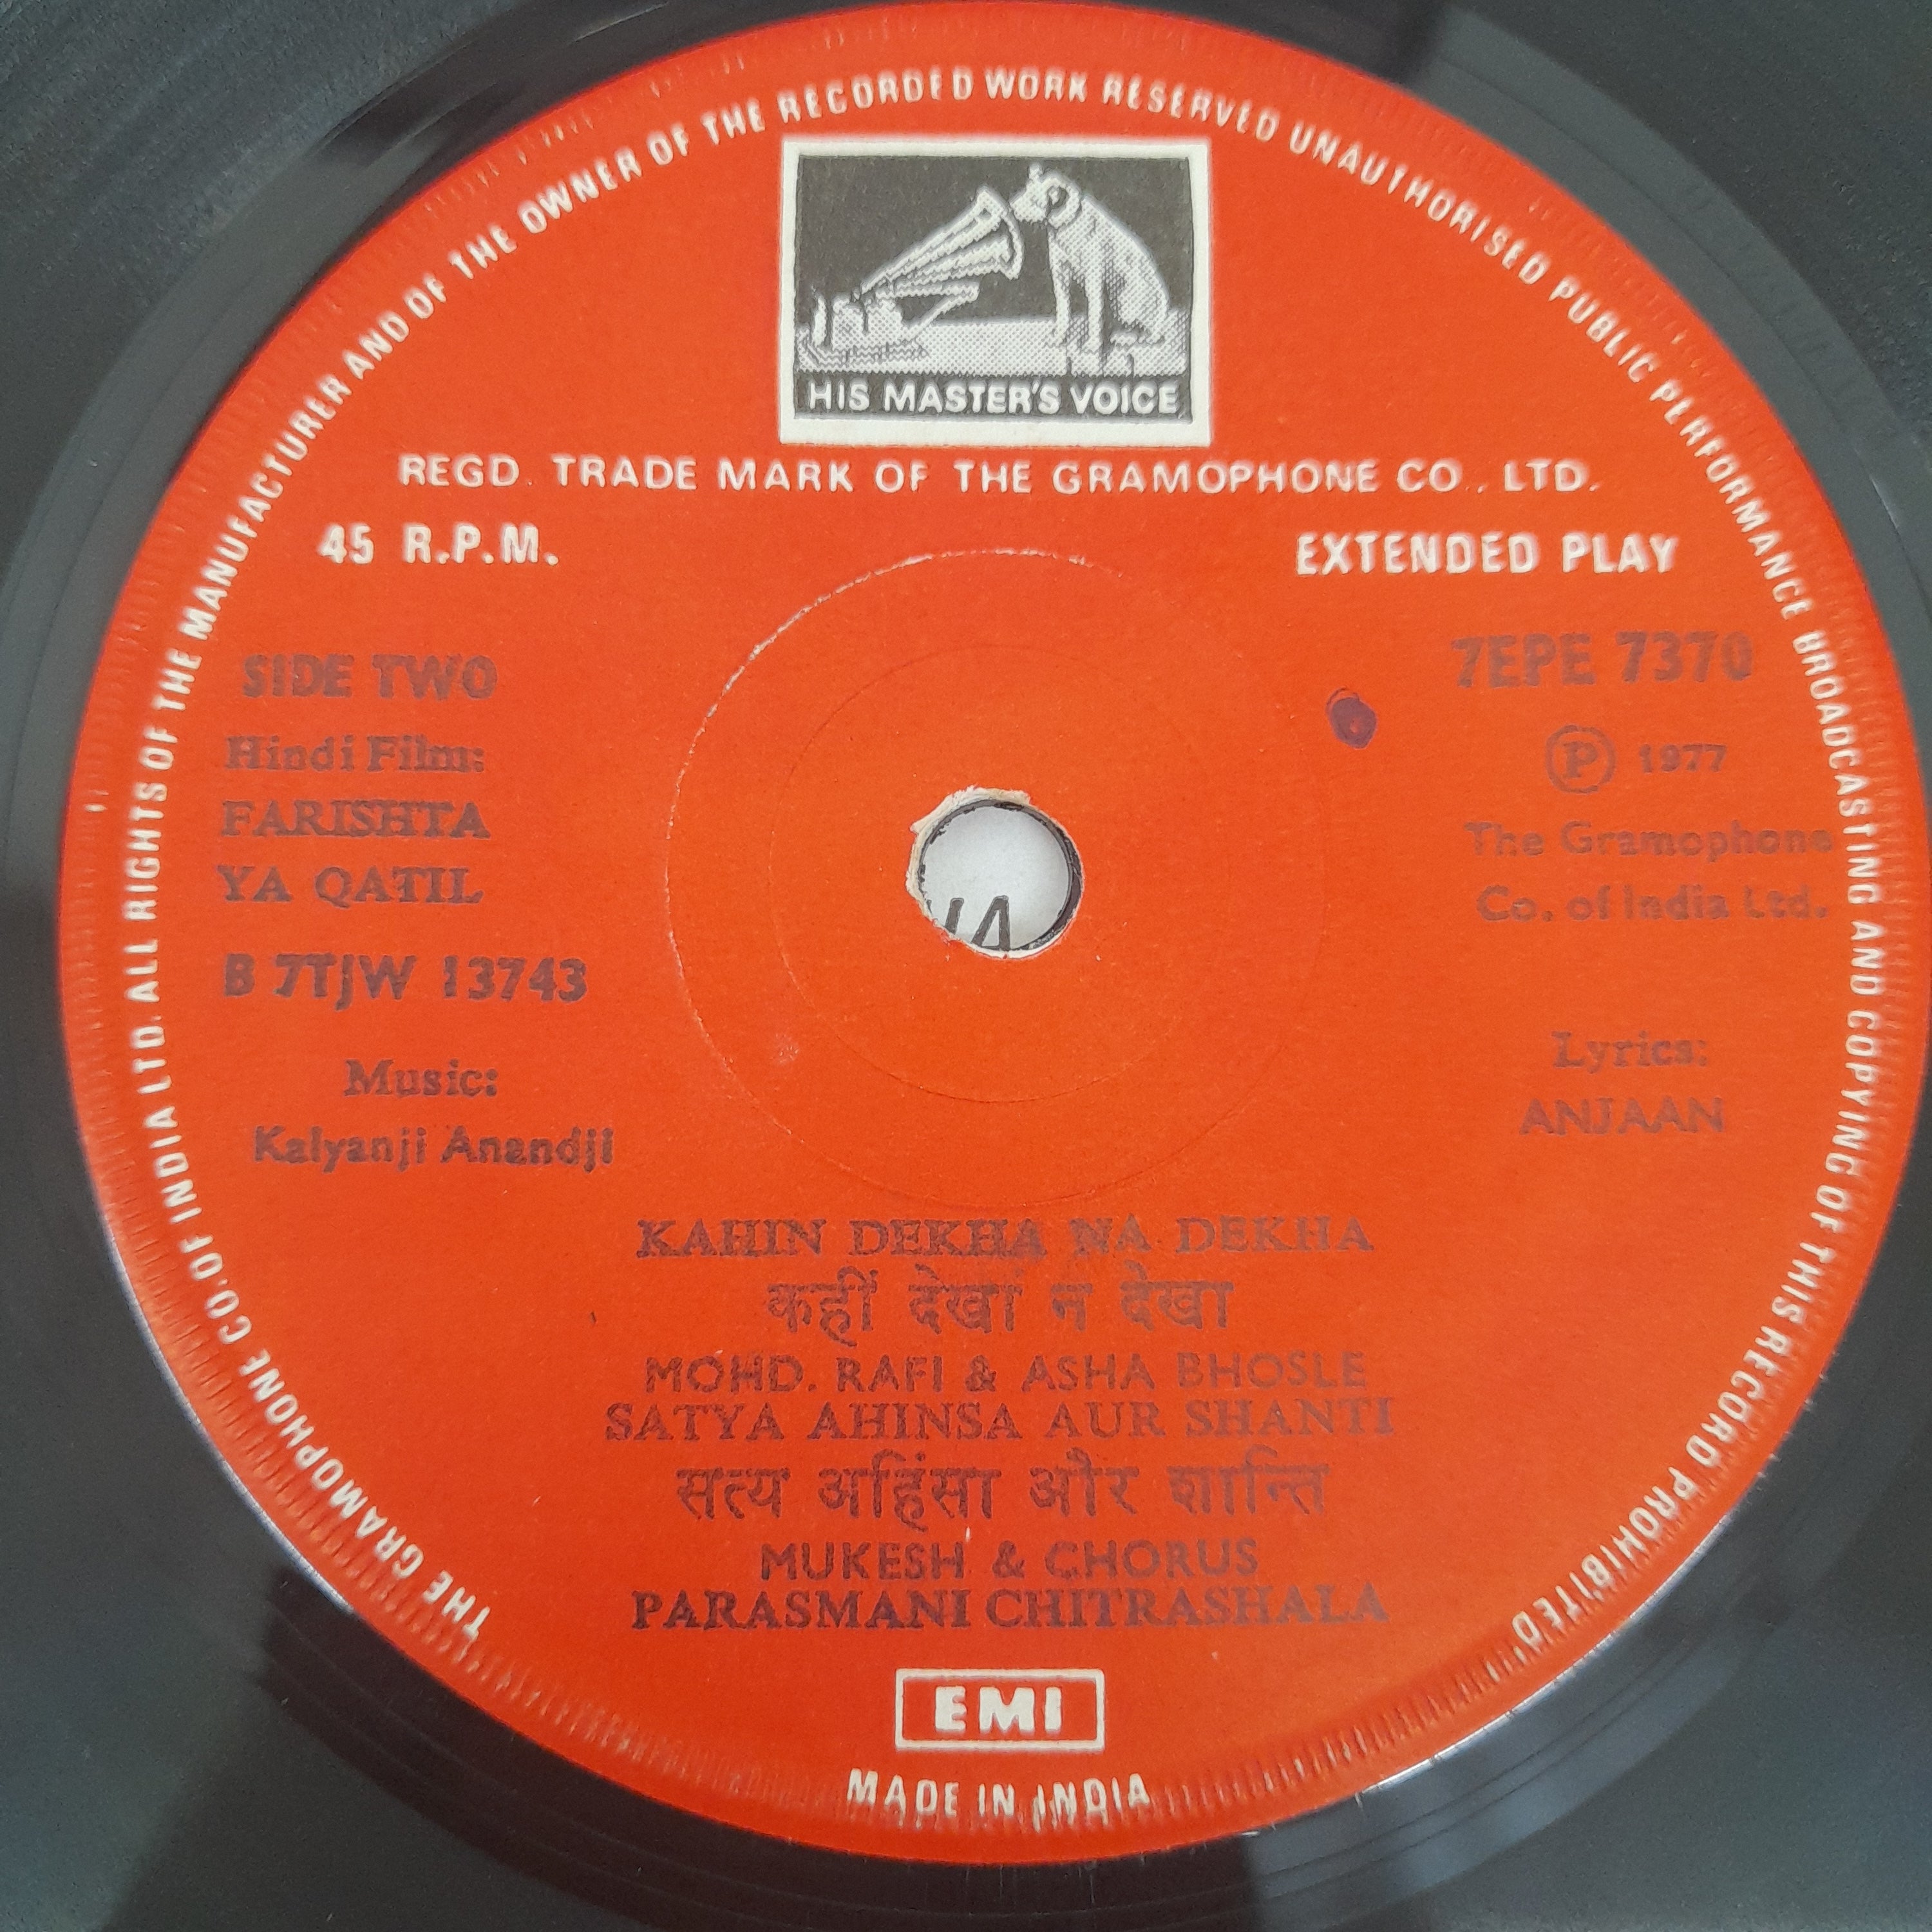 THE GRAMOPHONE CO. OF INDIA LTD. ALL RIGHTS OF THE MANUFACTURER AND OF THE OWNER OF THE RECORDED WORK RESERVED UNAUTHORISED PUBLIC PERFORMANCE BROADCASTING AND COPYING OF THIS RECORD PROHIBITED
HIS MASTER'S VOICE
REGD. TRADE MARK OF THE GRAMOPHONE CO., LTD.
45 R.P.M.
EXTENDED PLAY
SIDE TWO
7EPE 7370
Hindi Film:
FARISHTA
YA QATIL
Ⓟ 1977
The Gramophone
Co. of India Ltd.
B 7TJW 13743
Music:
Kalyanji Anandji
Lyrics:
ANJAAN
KAHIN DEKHA NA DEKHA
कहीं देखा न देखा
MOHD. RAFI & ASHA BHOSLE
SATYA AHINSA AUR SHANTI
सत्य अहिंसा और शान्ति
MUKESH & CHORUS
PARASMANI CHITRASHALA
EMI
MADE IN INDIA